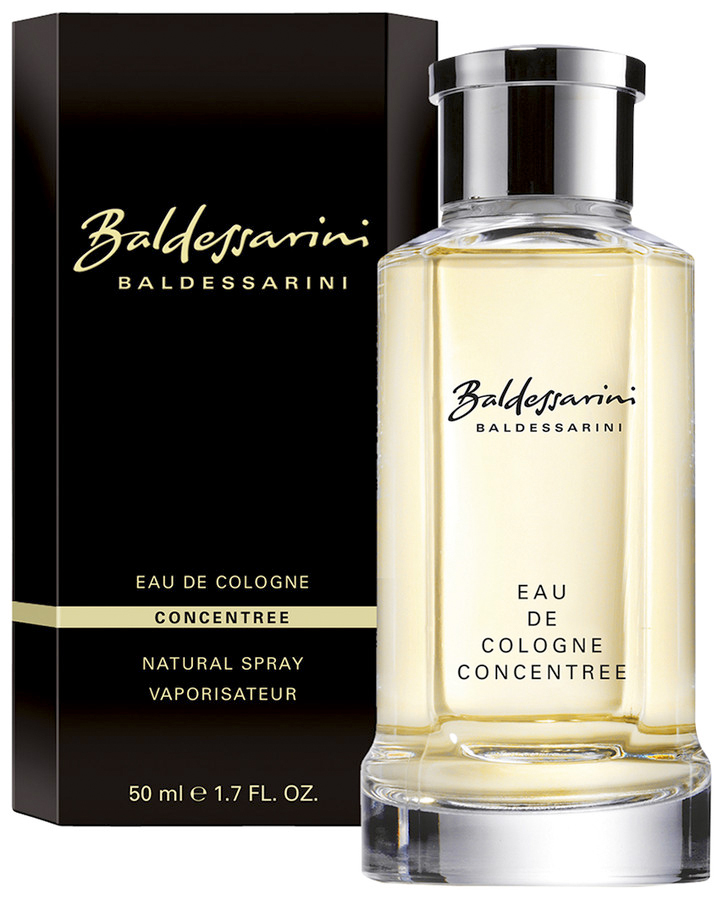 Baldessarini
BALDESSARINI
EAU DE COLOGNE
CONCENTREE
NATURAL SPRAY
VAPORISATEUR
50 ml e 1.7 FL. OZ.
Baldessarini
BALDESSARINI
EAU
DE
COLOGNE
CONCENTREE